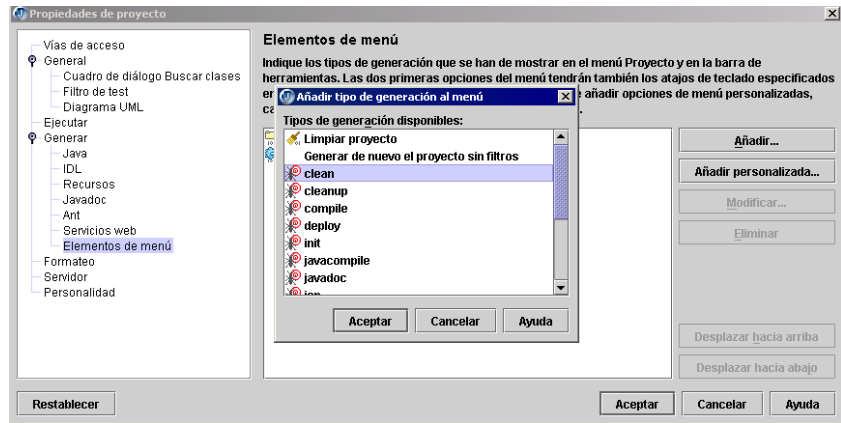 Propiedades de proyecto
Vías de acceso
General
Cuadro de diálogo Buscar clases
Filtro de test
Diagrama UML
Ejecutar
Generar
Java
IDL
Recursos
Javadoc
Ant
Servicios web
Elementos de menú
Formateo
Servidor
Personalidad
Elementos de menú
Indique los tipos de generación que se han de mostrar en el menú Proyecto y en la barra de
herramientas. Las dos primeras opciones del menú tendrán también los atajos de teclado especificados
añadir opciones de menú personalizadas,
Añadir tipo de generación al menú
Tipos de generación disponibles:
Limpiar proyecto
Generar de nuevo el proyecto sin filtros
clean
cleanup
compile
deploy
init
javacompile
javadoc
Aceptar
Cancelar
Ayuda
Añadir...
Añadir personalizada...
Modificar...
Eliminar
Desplazar hacia arriba
Desplazar hacia abajo
Restablecer
Aceptar
Cancelar
Ayuda